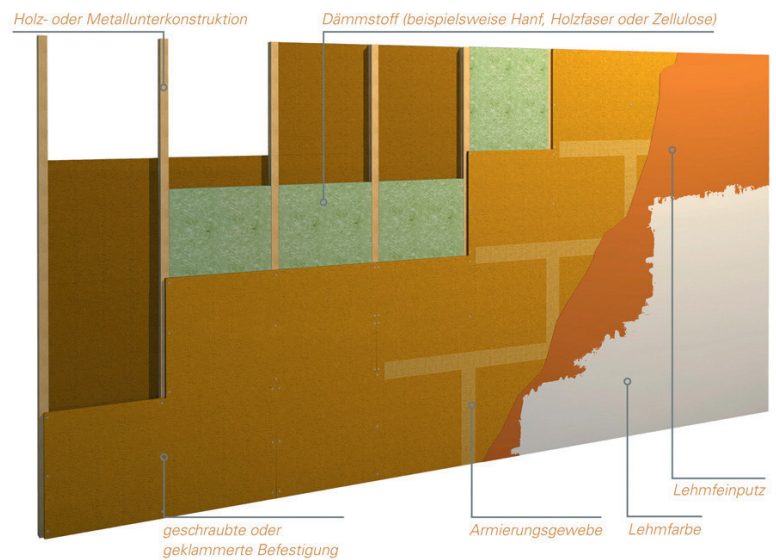 Holz- oder Metallunterkonstruktion
Dämmstoff (beispielsweise Hanf, Holzfaser oder Zellulose)
Lehmfeinputz
geschraubte oder
geklammerte Befestigung
Armierungsgewebe
Lehmfarbe